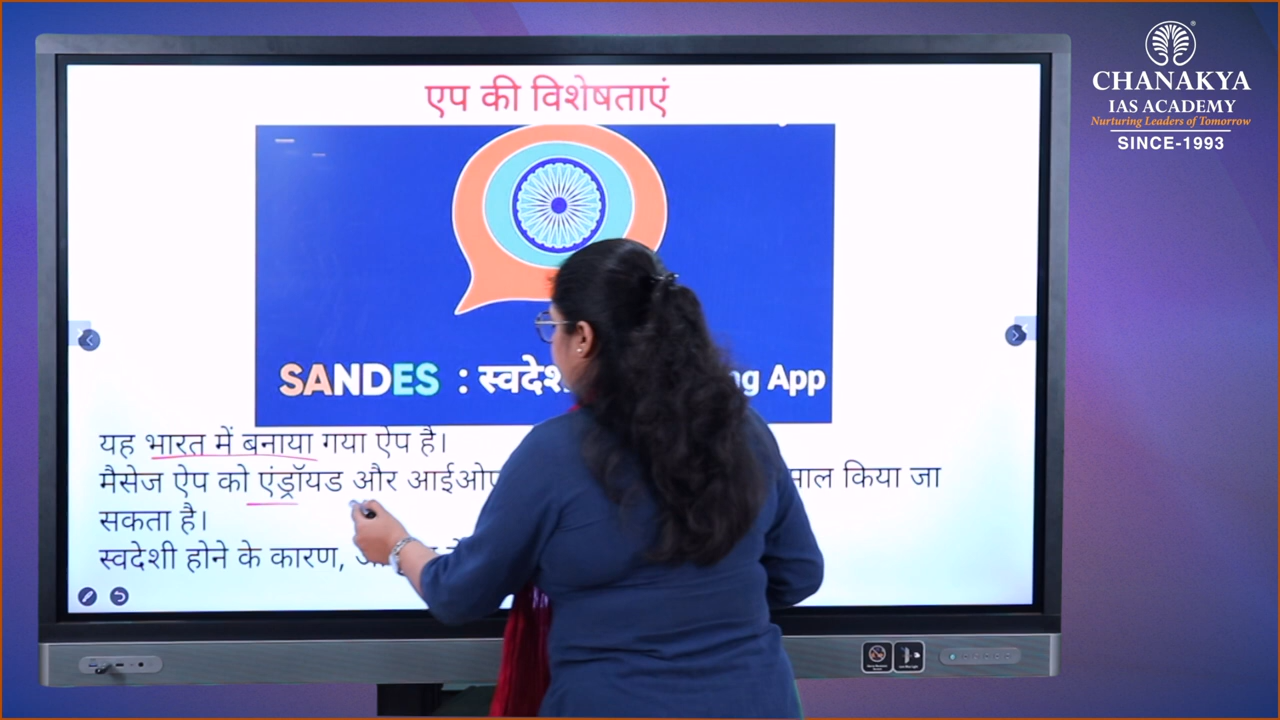 एप की विशेषताएं
SANDES : स्वदेश ng App
यह भारत में बनाया गया ऐप है।
मैसेज ऐप को एंड्रॉयड और आईओए माल किया जा
सकता है।
स्वदेशी होने के कारण,
CHANAKYA
IAS ACADEMY
Nurturing Leaders of Tomorrow
SINCE-1993